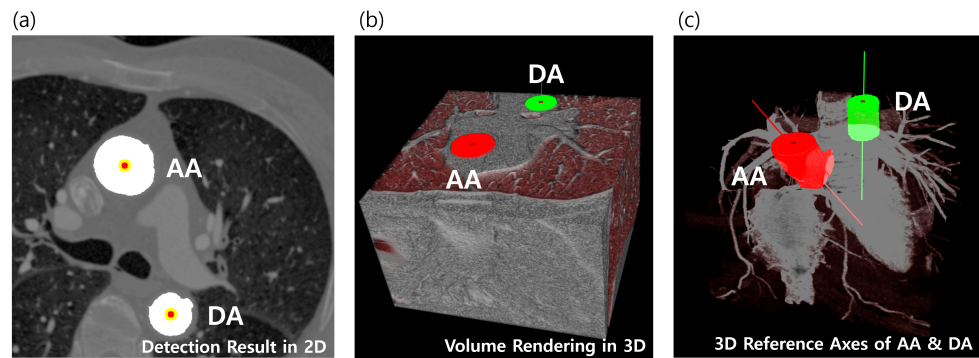 (a)
AA
DA
Detection Result in 2D
(b)
DA
AA
Volume Rendering in 3D
(c)
DA
AA
3D Reference Axes of AA & DA